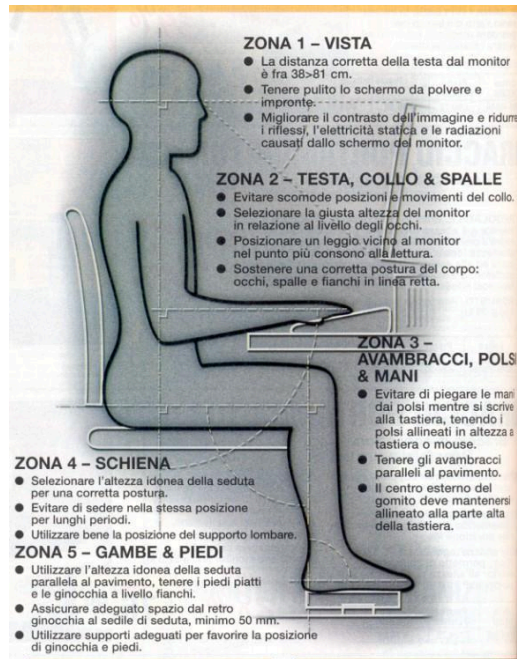 ZONA 1 – VISTA
● La distanza corretta della testa dal monitor
è fra 38>81 cm.
● Tenere pulito lo schermo da polvere e
impronte.
● Migliorare il contrasto dell'immagine e ridurre
i riflessi, l'elettricità statica e le radiazioni
causati dallo schermo del monitor.
ZONA 2 – TESTA, COLLO & SPALLE
● Evitare scomode posizioni e movimenti del collo.
● Selezionare la giusta altezza del monitor
in relazione al livello degli occhi.
● Posizionare un leggio vicino al monitor
nel punto più consono alla lettura.
● Sostenere una corretta postura del corpo:
occhi, spalle e fianchi in linea retta.
ZONA 3 –
AVAMBRACCI, POLSI
& MANI
● Evitare di piegare le mani
dai polsi mentre si scrive
alla tastiera, tenendo i
polsi allineati in altezza a
tastiera o mouse.
● Tenere gli avambracci
paralleli al pavimento.
● Il centro esterno del
gomito deve mantenersi
allineato alla parte alta
della tastiera.
ZONA 4 – SCHIENA
● Selezionare l'altezza idonea della seduta
per una corretta postura.
● Evitare di sedere nella stessa posizione
per lunghi periodi.
● Utilizzare bene la posizione del supporto lombare.
ZONA 5 – GAMBE & PIEDI
● Utilizzare l'altezza idonea della seduta
parallela al pavimento, tenere i piedi piatti
e le ginocchia a livello fianchi.
● Assicurare adeguato spazio dal retro
ginocchia al sedile di seduta, minimo 50 mm.
● Utilizzare supporti adeguati per favorire la posizione
di ginocchia e piedi.